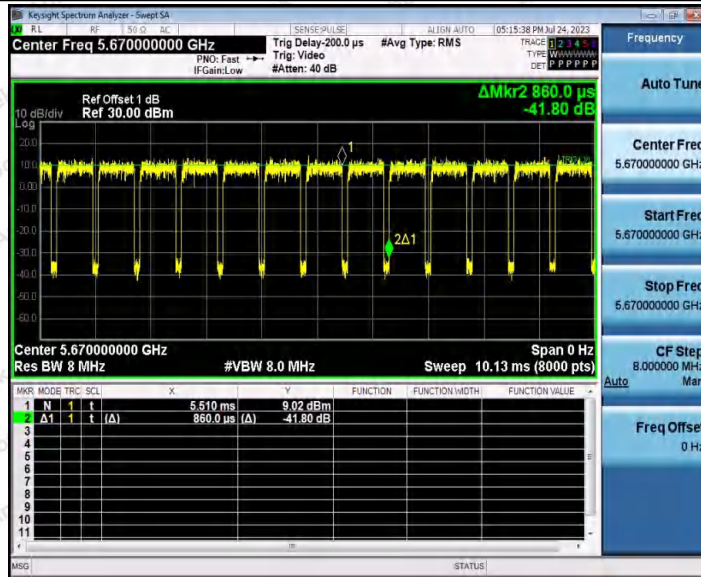 Keysight Spectrum Analyzer - Swept SA
RL RF 50 Ω AC SENSE:PULSE ALIGN AUTO 05:15:38 PM Jul 24, 2023
Center Freq 5.670000000 GHz
PNO: Fast
IFGain:Low
Trig Delay-200.0 µs
Trig: Video
#Atten: 40 dB
#Avg Type: RMS
TRACE 1 2 3 4 5 6
TYPE WWWWWW
DET P P P P P P
ΔMkr2 860.0 µs
-41.80 dB
10 dB/div
Log
Ref Offset 1 dB
Ref 30.00 dBm
20.0
10.0
0.00
-10.0
-20.0
-30.0
-40.0
-50.0
-60.0
1
2Δ1
Center 5.670000000 GHz Span 0 Hz
Res BW 8 MHz #VBW 8.0 MHz Sweep 10.13 ms (8000 pts)
MKR MODE TRC SCL X Y FUNCTION FUNCTION WIDTH FUNCTION VALUE
1 N 1 t 5.510 ms 9.02 dBm
2 Δ1 1 t (Δ) 860.0 µs (Δ) -41.80 dB
3
4
5
6
7
8
9
10
11
MSG STATUS
Frequency
Auto Tune
Center Freq
5.670000000 GHz
Start Freq
5.670000000 GHz
Stop Freq
5.670000000 GHz
CF Step
8.000000 MHz
Auto Man
Freq Offset
0 Hz